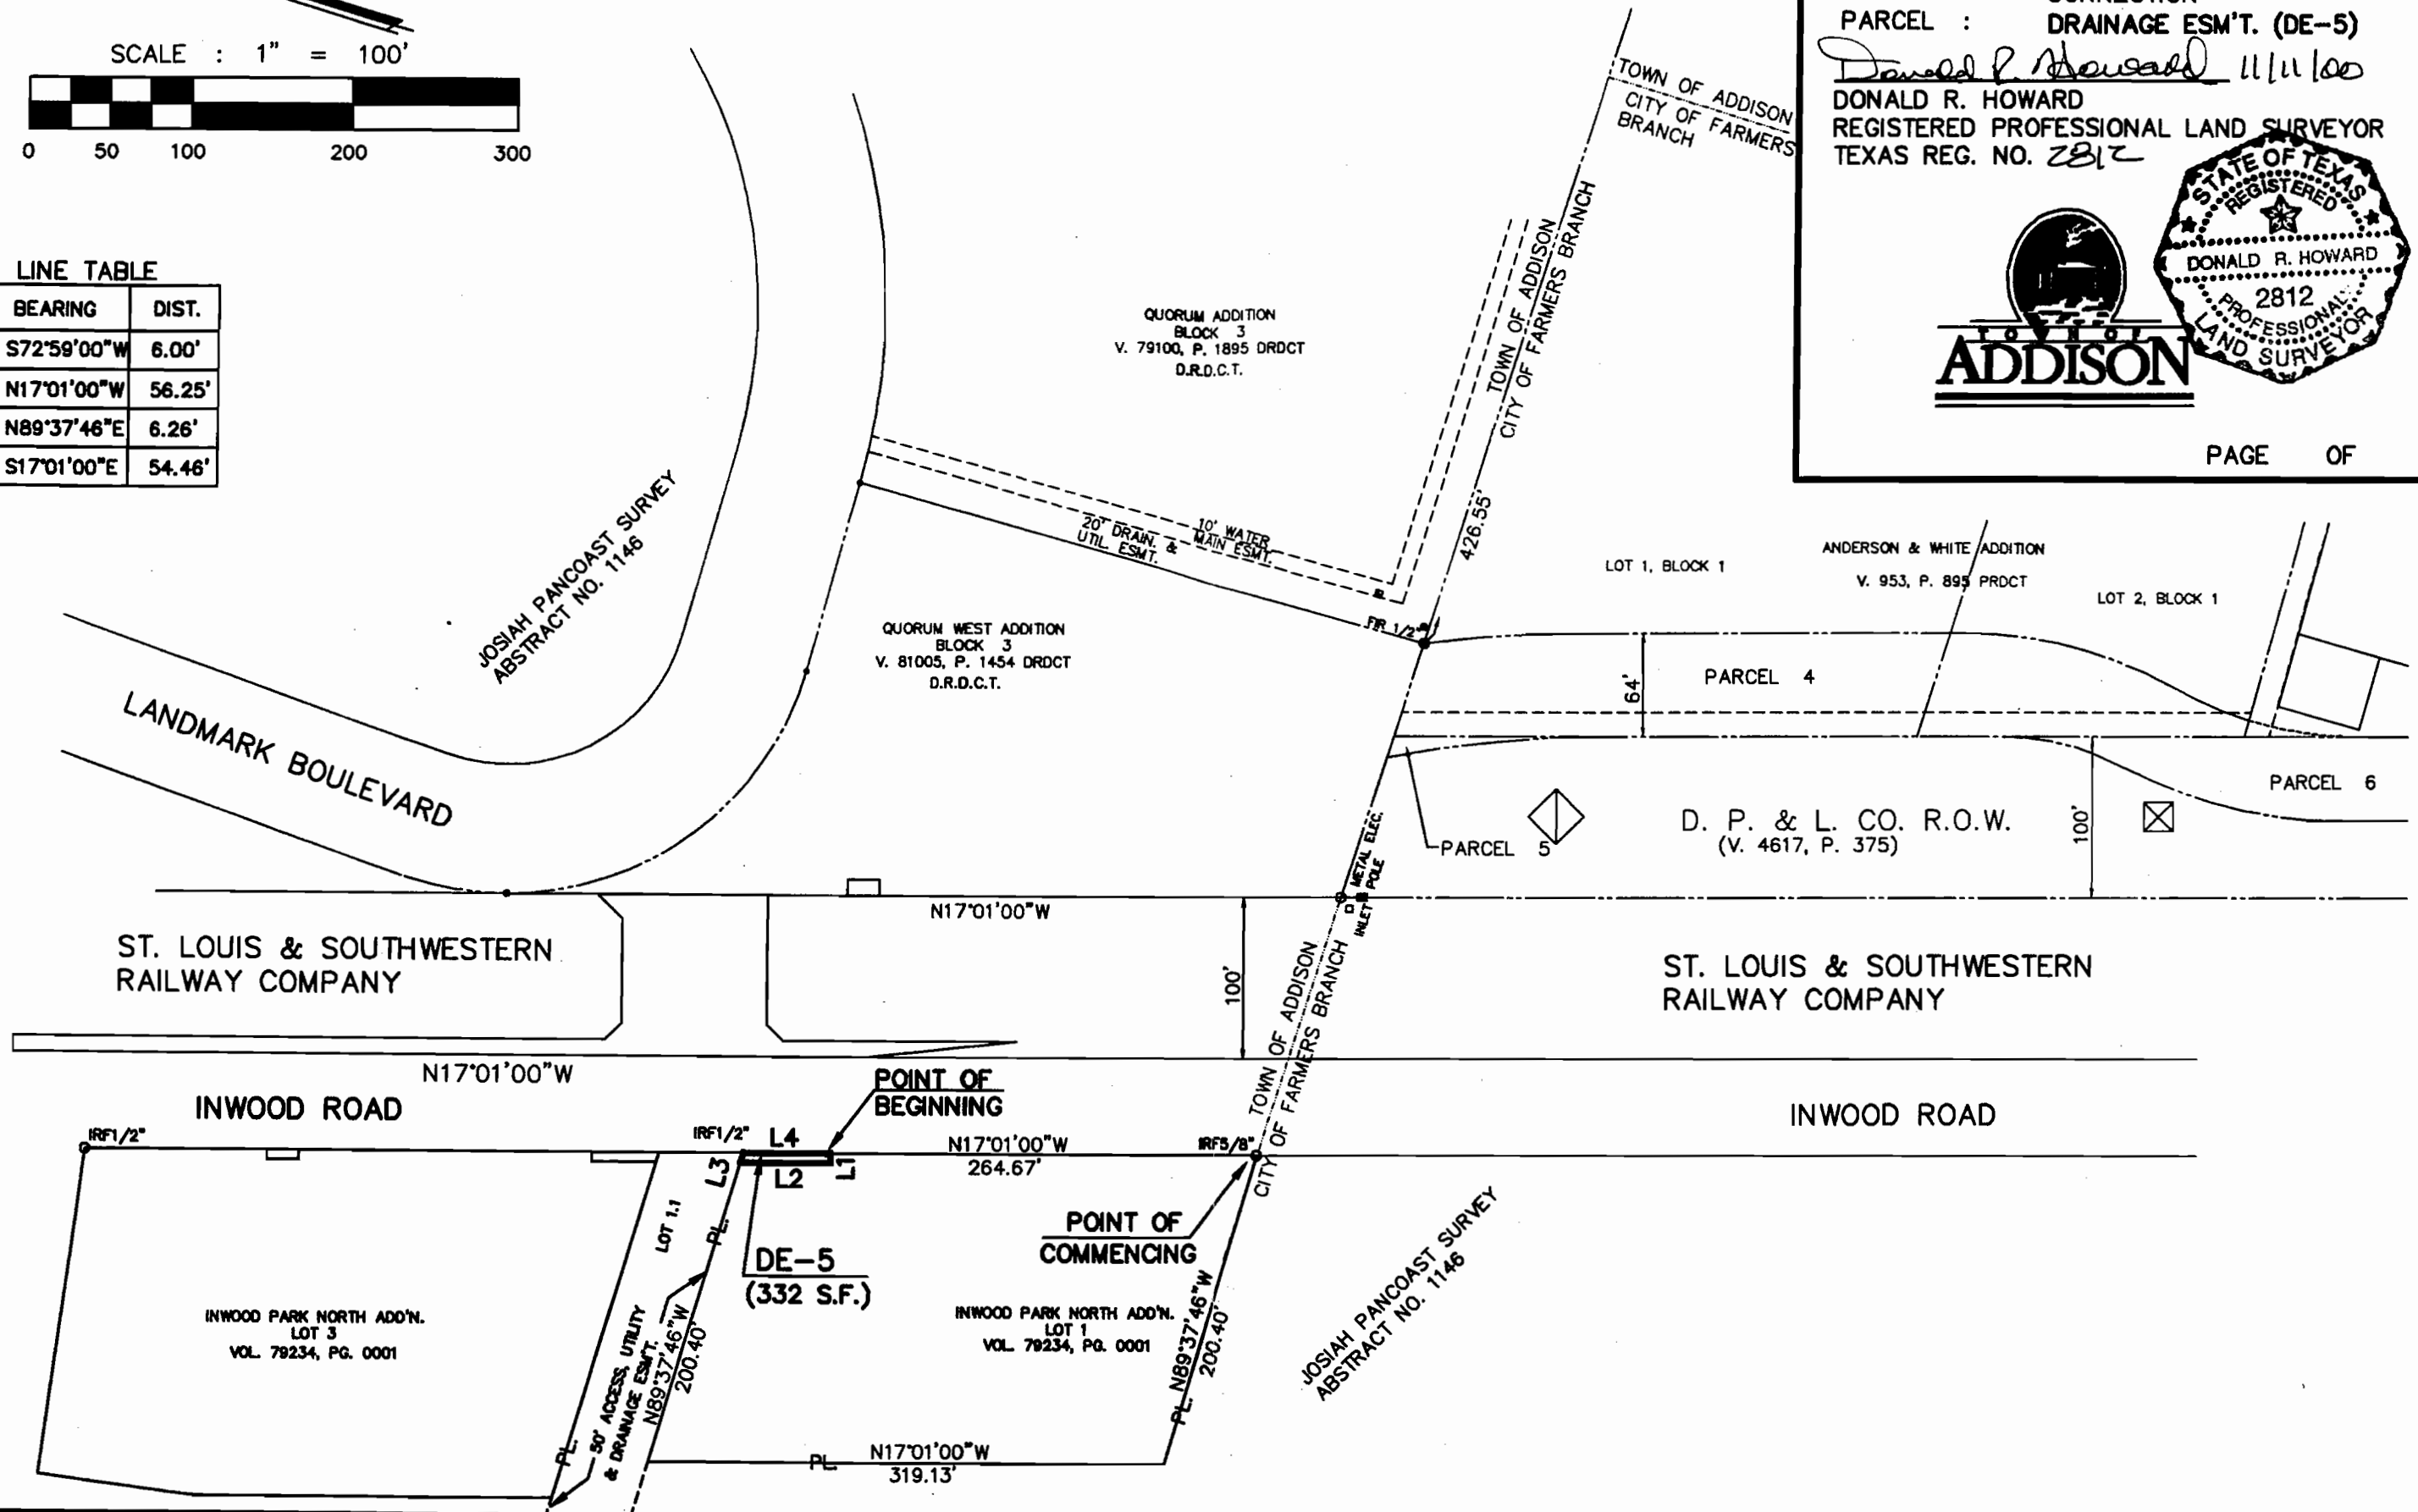 SCALE : 1" = 100'
0 50 100 200 300
LINE TABLE
BEARING DIST.
S72°59'00"W 6.00'
N17°01'00"W 56.25'
N89°37'46"E 6.26'
S17°01'00"E 54.46'
PARCEL : DRAINAGE ESM'T. (DE-5)
Donald R. Howard 11/11/00
DONALD R. HOWARD
REGISTERED PROFESSIONAL LAND SURVEYOR
TEXAS REG. NO. 2812
STATE OF TEXAS
REGISTERED
DONALD R. HOWARD
2812
PROFESSIONAL
LAND SURVEYOR
TOWN OF
ADDISON
PAGE OF
TOWN OF ADDISON
CITY OF FARMERS
BRANCH
TOWN OF ADDISON
CITY OF FARMERS BRANCH
426.55'
QUORUM ADDITION
BLOCK 3
V. 79100, P. 1895 DRDCT
D.R.D.C.T.
JOSIAH PANCOAST SURVEY
ABSTRACT NO. 1146
10' WATER
MAIN ESMT.
20' DRAIN. &
UTIL. ESMT.
FIR 1/2"
QUORUM WEST ADDITION
BLOCK 3
V. 81005, P. 1454 DRDCT
D.R.D.C.T.
LOT 1, BLOCK 1
ANDERSON & WHITE ADDITION
V. 953, P. 895 PRDCT
LOT 2, BLOCK 1
PARCEL 4
64'
PARCEL 6
D. P. & L. CO. R.O.W.
(V. 4617, P. 375)
100'
PARCEL 5
METAL ELEC.
POLE
INLET
LANDMARK BOULEVARD
N17°01'00"W
ST. LOUIS & SOUTHWESTERN
RAILWAY COMPANY
100'
TOWN OF ADDISON
CITY OF FARMERS BRANCH
ST. LOUIS & SOUTHWESTERN
RAILWAY COMPANY
N17°01'00"W
INWOOD ROAD
POINT OF
BEGINNING
INWOOD ROAD
IRF1/2"
IRF1/2"
L4
L3
L2
L1
N17°01'00"W
264.67'
IRF5/8"
POINT OF
COMMENCING
LOT 1.1
PL.
DE-5
(332 S.F.)
INWOOD PARK NORTH ADD'N.
LOT 3
VOL. 79234, PG. 0001
PL.
50' ACCESS, UTILITY
& DRAINAGE ESM'T.
N89°37'46"W
200.40'
INWOOD PARK NORTH ADD'N.
LOT 1
VOL. 79234, PG. 0001
PL. N89°37'46"W
200.40'
JOSIAH PANCOAST SURVEY
ABSTRACT NO. 1146
PL.
N17°01'00"W
319.13'